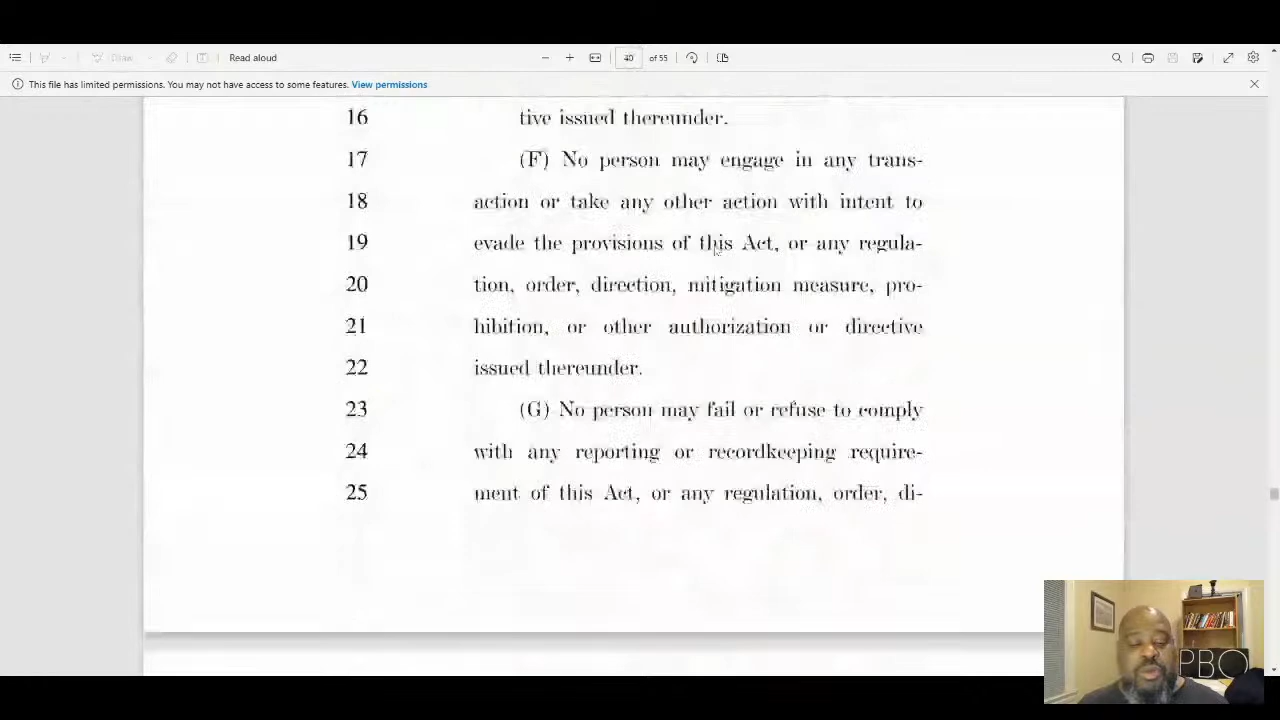 Draw
Read aloud
40 of 55
This file has limited permissions. You may not have access to some features. View permissions
16 tive issued thereunder.
17 (F) No person may engage in any trans-
18 action or take any other action with intent to
19 evade the provisions of this Act, or any regula-
20 tion, order, direction, mitigation measure, pro-
21 hibition, or other authorization or directive
22 issued thereunder.
23 (G) No person may fail or refuse to comply
24 with any reporting or recordkeeping require-
25 ment of this Act, or any regulation, order, di-
PBO